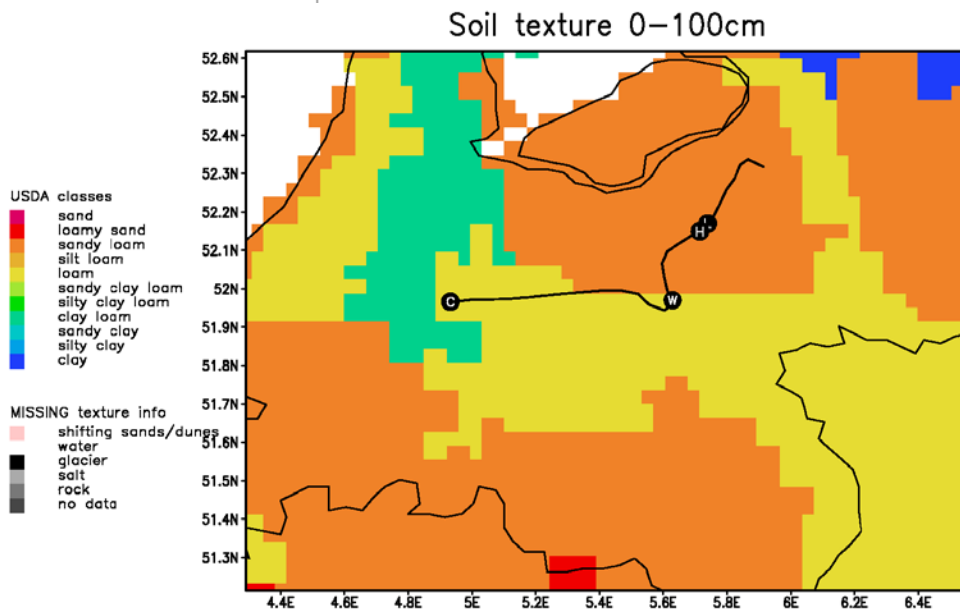 Soil texture 0-100cm
52.6N
52.5N
52.4N
52.3N
52.2N
52.1N
52N
51.9N
51.8N
51.7N
51.6N
51.5N
51.4N
51.3N
4.4E 4.6E 4.8E 5E 5.2E 5.4E 5.6E 5.8E 6E 6.2E 6.4E
USDA classes
sand
loamy sand
sandy loam
silt loam
loam
sandy clay loam
silty clay loam
clay loam
sandy clay
silty clay
clay
MISSING texture info
shifting sands/dunes
water
glacier
salt
rock
no data
H
C
W